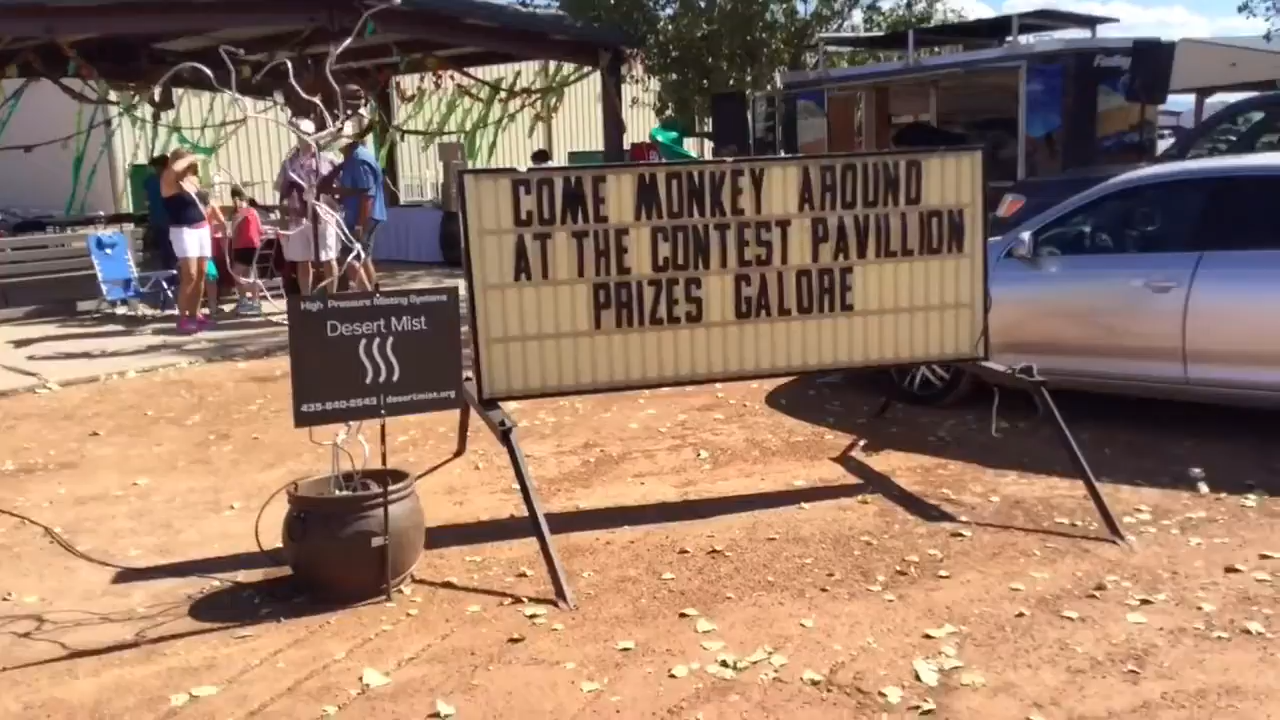 COME MONKEY AROUND
AT THE CONTEST PAVILLION
PRIZES GALORE
High Pressure Misting Systems
Desert Mist
435-840-2543 | desertmist.org